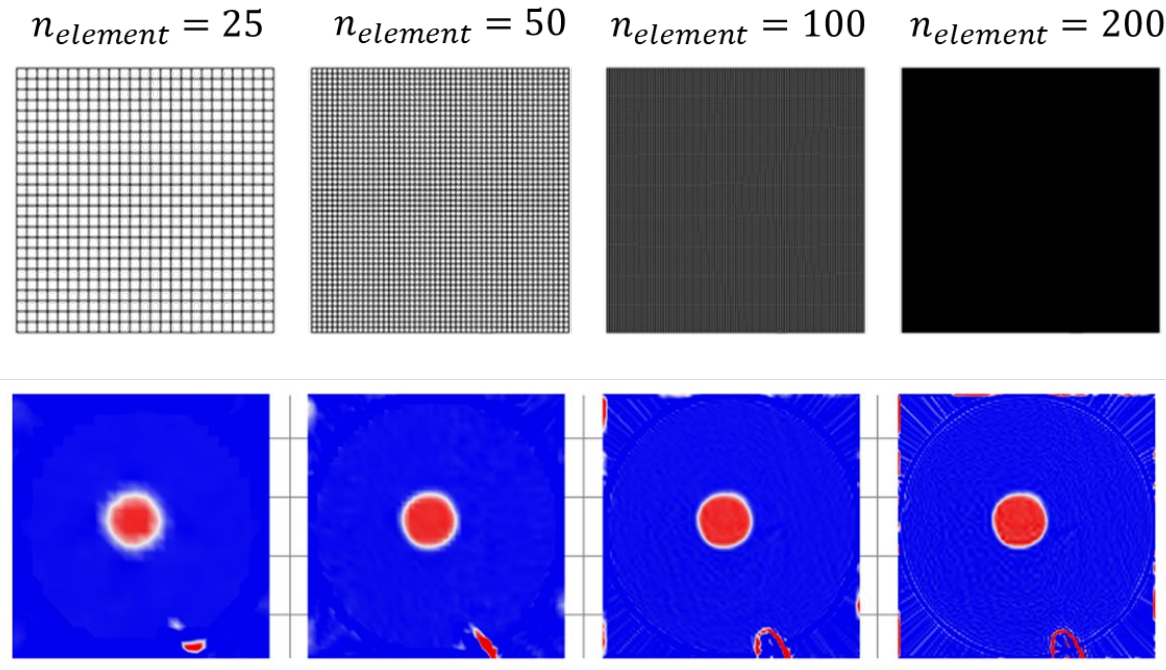 n_element = 25
n_element = 50
n_element = 100
n_element = 200